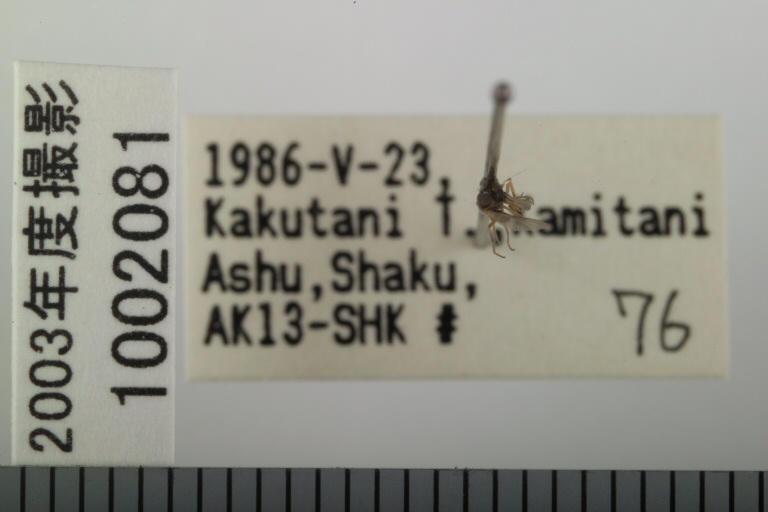 2003年度撮影
1002081
1986-V-23,
Kakutani t. amitani
Ashu,Shaku,
AK13-SHK #
76